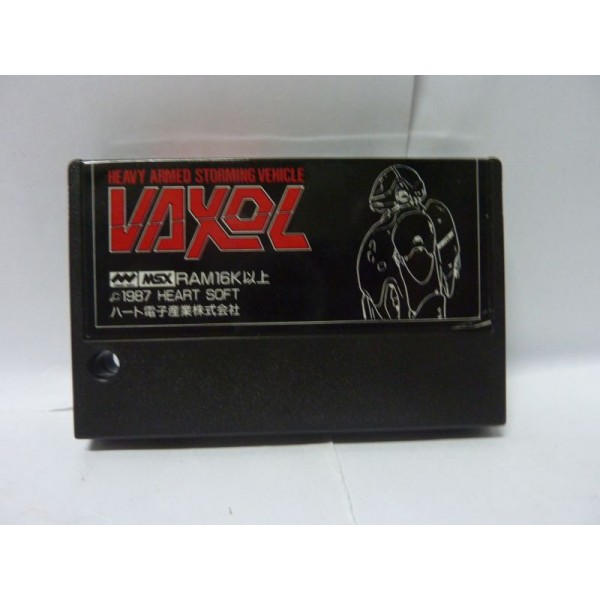 HEAVY ARMED STORMING VEHICLE
VAXOL
MSX RAM16K以上
©1987 HEART SOFT
ハート電子産業株式会社